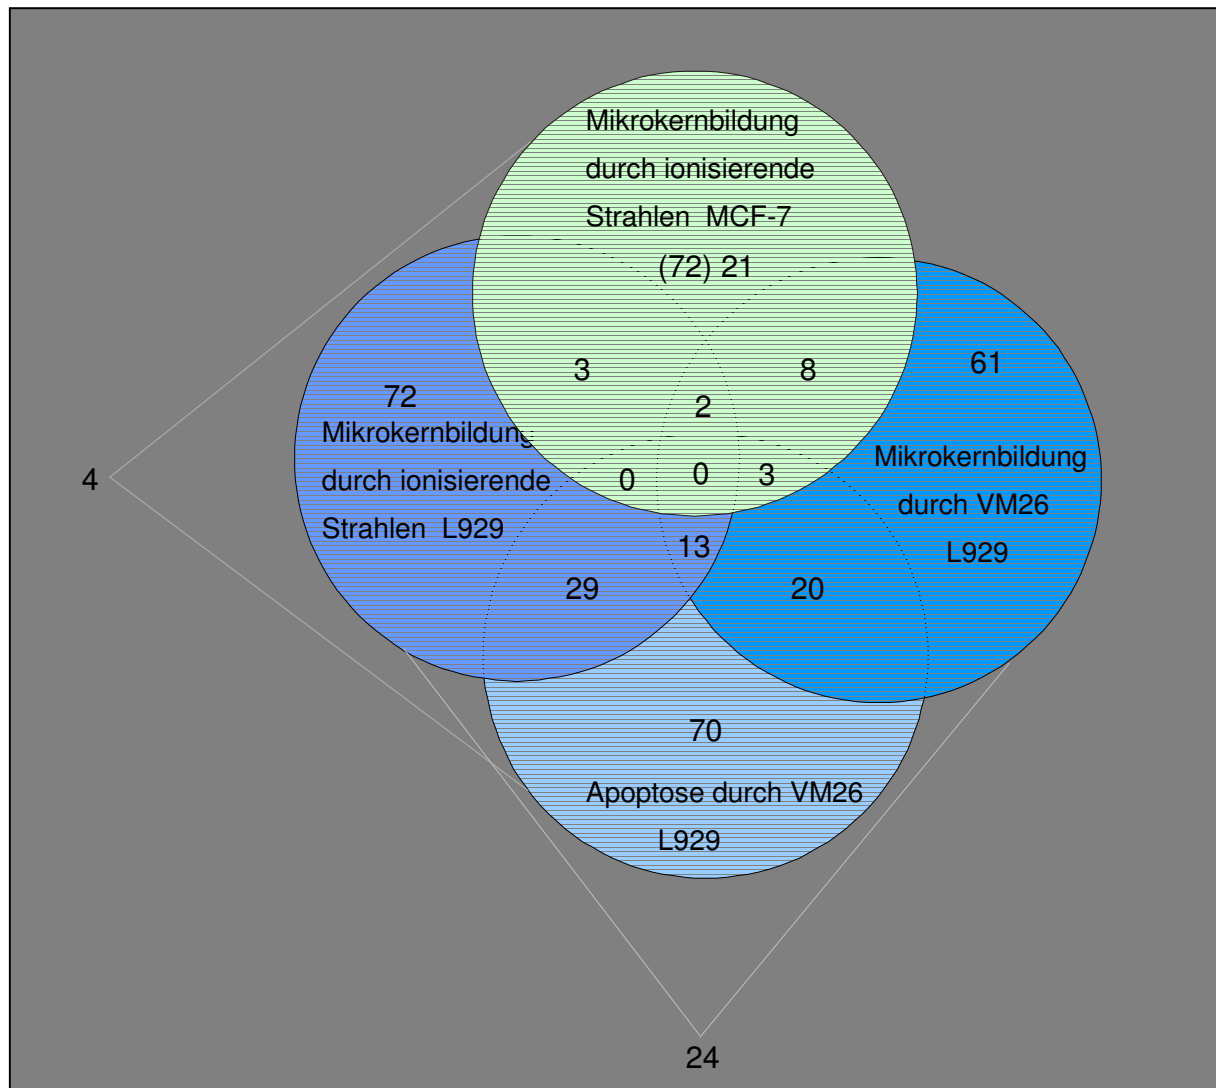 Mikrokernbildung
durch ionisierende
Strahlen MCF-7
(72) 21
3
8
61
72
2
Mikrokernbildung
durch ionisierende
Strahlen L929
4
0
0
3
Mikrokernbildung
durch VM26
L929
13
29
20
70
Apoptose durch VM26
L929
24